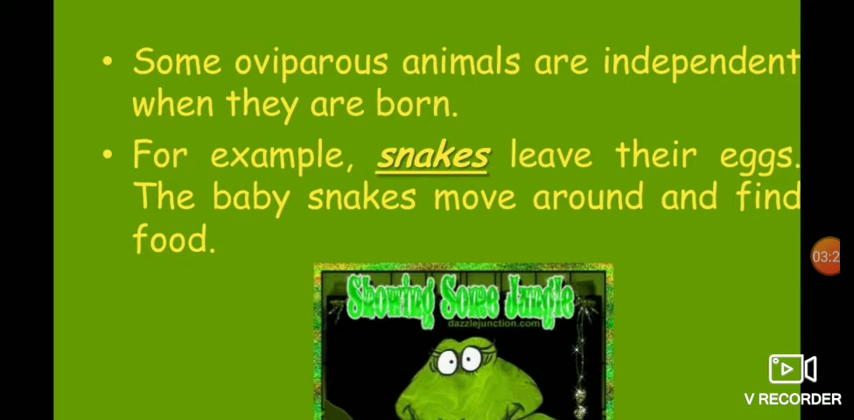 • Some oviparous animals are independent
when they are born.
• For example, snakes leave their eggs.
The baby snakes move around and find
food.
03:2
Showing Some Jungle
dazzlejunction.com
V RECORDER